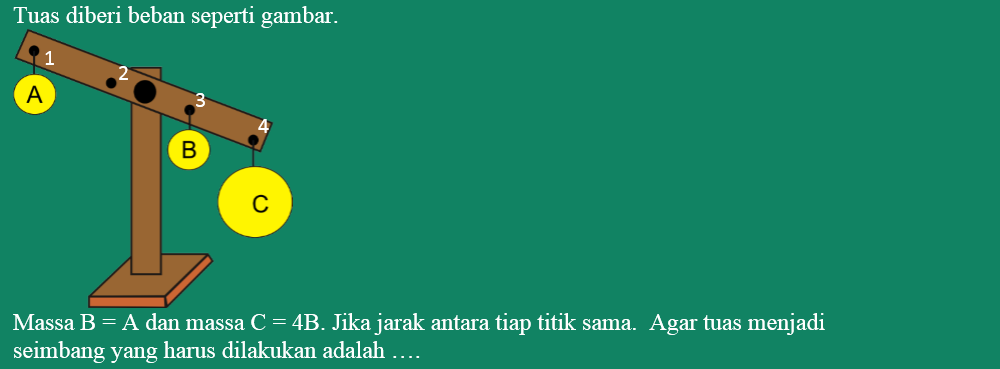 Tuas diberi beban seperti gambar.
1
2
A
3
4
B
C
Massa B = A dan massa C = 4B. Jika jarak antara tiap titik sama.  Agar tuas menjadi
seimbang yang harus dilakukan adalah ….